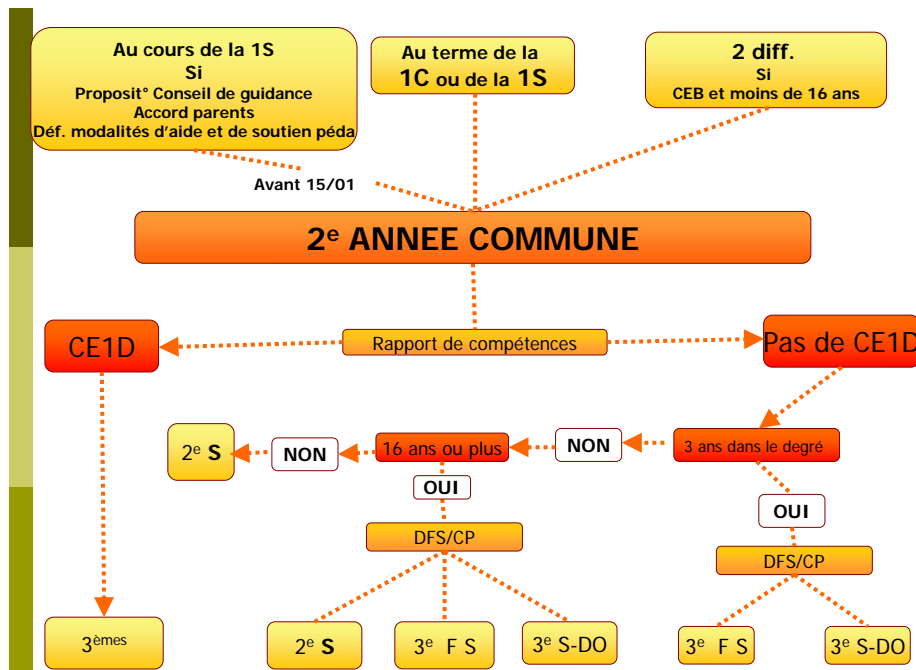 Au cours de la 1S
Si
Proposit° Conseil de guidance
Accord parents
Déf. modalités d'aide et de soutien péda
Au terme de la
1C ou de la 1S
2 diff.
Si
CEB et moins de 16 ans
Avant 15/01
2e ANNEE COMMUNE
CE1D
Rapport de compétences
Pas de CE1D
2e S
NON
16 ans ou plus
NON
3 ans dans le degré
OUI
OUI
DFS/CP
DFS/CP
3èmes
2e S
3e F S
3e S-DO
3e F S
3e S-DO